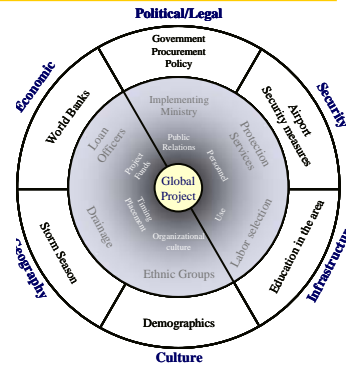 Political/Legal
Government
Procurement
Policy
Economic
World Banks
Security
Airport
Security measures
Implementing
Ministry
Loan
Officers
Protection
Services
Public
Relations
Project
Funds
Personnel
Global
Project
Timing
Placement
Use
Organizational
culture
Drainage
Labor selection
Ethnic Groups
Storm Season
Education in the area
Geography
Infrastructu
Demographics
Culture